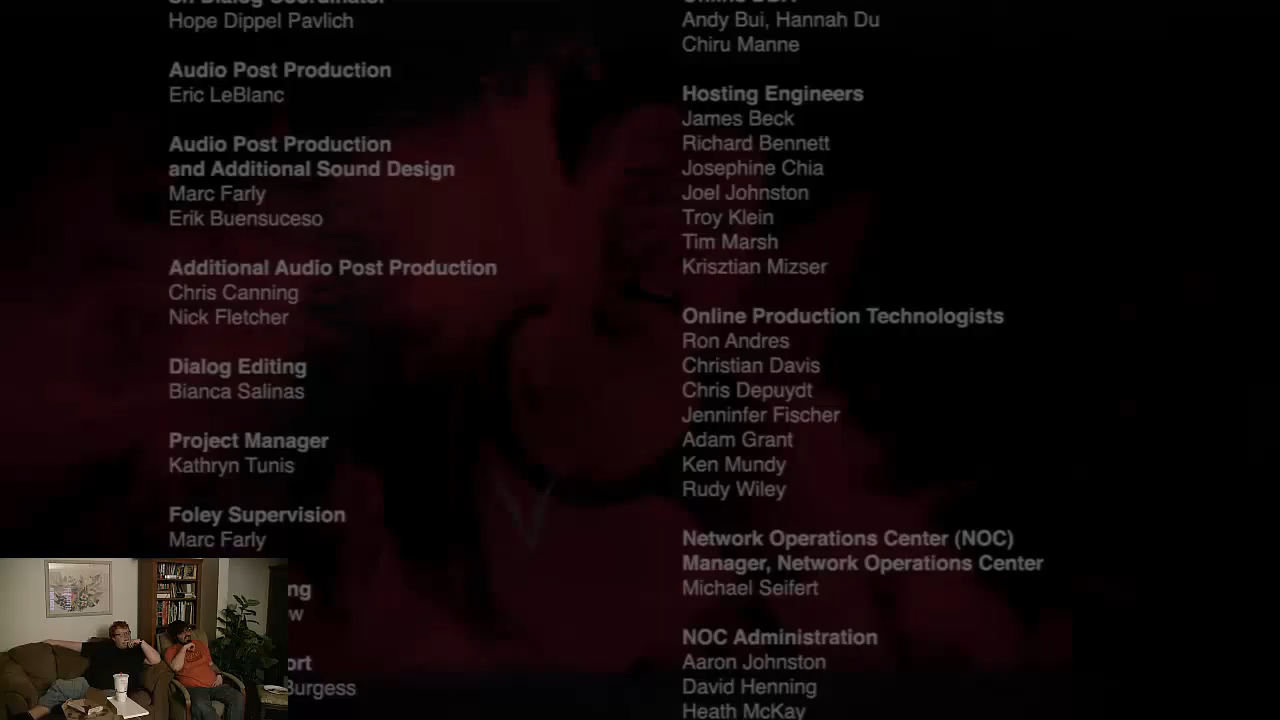 Hope Dippel Pavlich
Audio Post Production
Eric LeBlanc
Audio Post Production
and Additional Sound Design
Marc Farly
Erik Buensuceso
Additional Audio Post Production
Chris Canning
Nick Fletcher
Dialog Editing
Bianca Salinas
Project Manager
Kathryn Tunis
Foley Supervision
Marc Farly
Burgess
Andy Bui, Hannah Du
Chiru Manne
Hosting Engineers
James Beck
Richard Bennett
Josephine Chia
Joel Johnston
Troy Klein
Tim Marsh
Krisztian Mizser
Online Production Technologists
Ron Andres
Christian Davis
Chris Depuydt
Jenninfer Fischer
Adam Grant
Ken Mundy
Rudy Wiley
Network Operations Center (NOC)
Manager, Network Operations Center
Michael Seifert
NOC Administration
Aaron Johnston
David Henning
Heath McKay